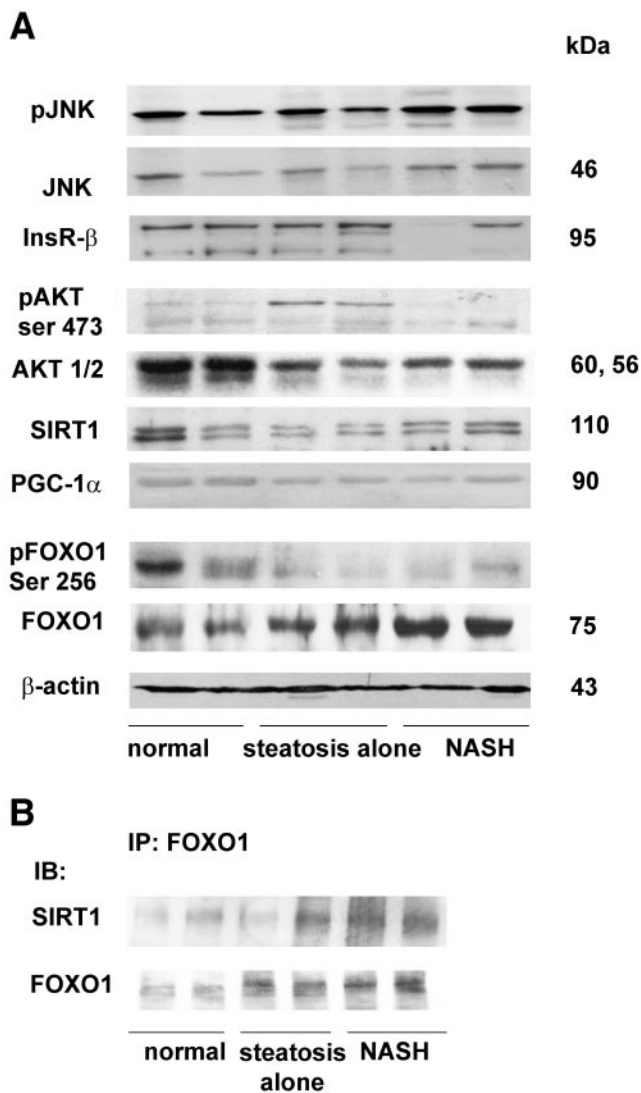 A
kDa
pJNK
JNK 46
InsR-β 95
pAKT
ser 473
AKT 1/2 60, 56
SIRT1 110
PGC-1α 90
pFOXO1
Ser 256
FOXO1 75
β-actin 43
normal steatosis alone NASH
B
IP: FOXO1
IB:
SIRT1
FOXO1
normal steatosis NASH
alone